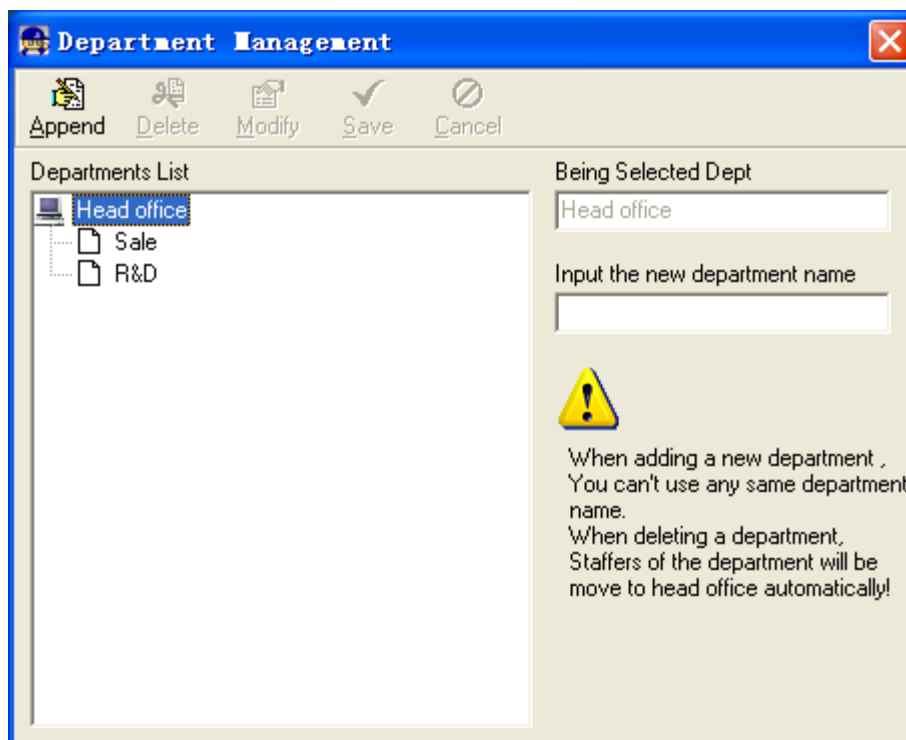 Department Management
Append Delete Modify Save Cancel
Departments List
Head office
Sale
R&D
Being Selected Dept
Head office
Input the new department name
When adding a new department ,
You can't use any same department
name.
When deleting a department,
Staffers of the department will be
move to head office automatically!